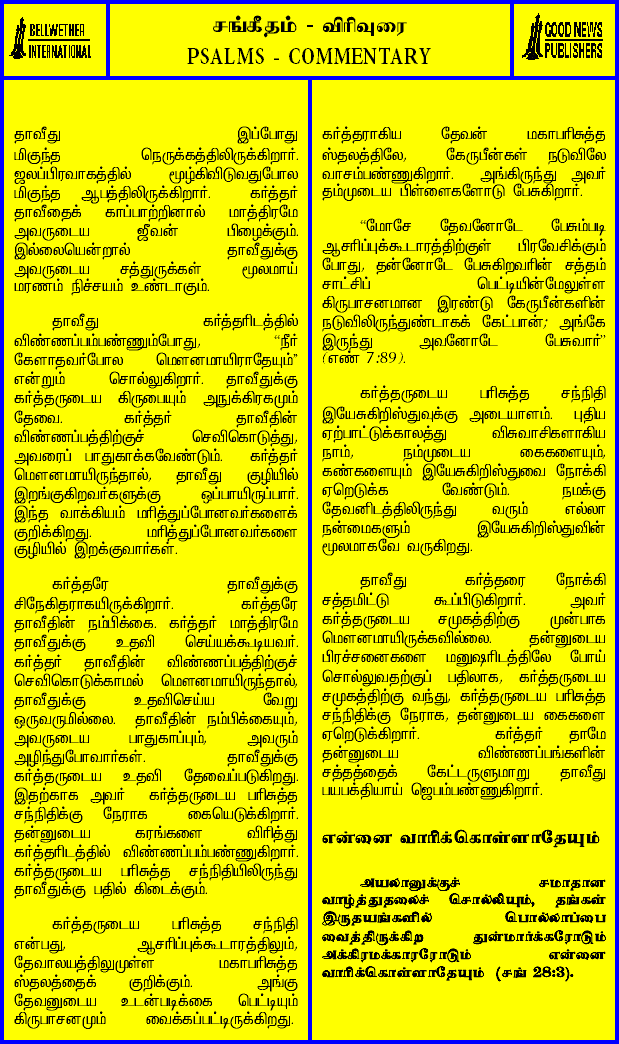 BELLWETHER
INTERNATIONAL
சங்கீதம் - விரிவுரை
PSALMS - COMMENTARY
GOOD NEWS
PUBLISHERS
தாவீது இப்போது
மிகுந்த நெருக்கத்திலிருக்கிறார்.
ஜலப்பிரவாகத்தில் மூழ்கிவிடுவதுபோல
மிகுந்த ஆபத்திலிருக்கிறார். கர்த்தர்
தாவீதைக் காப்பாற்றினால் மாத்திரமே
அவருடைய ஜீவன் பிழைக்கும்.
இல்லையென்றால் தாவீதுக்கு
அவருடைய சத்துருக்கள் மூலமாய்
மரணம் நிச்சயம் உண்டாகும்.
தாவீது கர்த்தரிடத்தில்
விண்ணப்பம்பண்ணும்போது, “நீர்
கேளாதவர்போல மௌனமாயிராதேயும்”
என்றும் சொல்லுகிறார். தாவீதுக்கு
கர்த்தருடைய கிருபையும் அநுக்கிரகமும்
தேவை. கர்த்தர் தாவீதின்
விண்ணப்பத்திற்குச் செவிகொடுத்து,
அவரைப் பாதுகாக்கவேண்டும். கர்த்தர்
மௌனமாயிருந்தால், தாவீது குழியில்
இறங்குகிறவர்களுக்கு ஒப்பாயிருப்பார்.
இந்த வாக்கியம் மரித்துப்போனவர்களைக்
குறிக்கிறது. மரித்துப்போனவர்களை
குழியில் இறக்குவார்கள்.
கர்த்தரே தாவீதுக்கு
சிநேகிதராகயிருக்கிறார். கர்த்தரே
தாவீதின் நம்பிக்கை. கர்த்தர் மாத்திரமே
தாவீதுக்கு உதவி செய்யக்கூடியவர்.
கர்த்தர் தாவீதின் விண்ணப்பத்திற்குச்
செவிகொடுக்காமல் மௌனமாயிருந்தால்,
தாவீதுக்கு உதவிசெய்ய வேறு
ஒருவருமில்லை. தாவீதின் நம்பிக்கையும்,
அவருடைய பாதுகாப்பும், அவரும்
அழிந்துபோவார்கள். தாவீதுக்கு
கர்த்தருடைய உதவி தேவைப்படுகிறது.
இதற்காக அவர் கர்த்தருடைய பரிசுத்த
சந்நிதிக்கு நேராக கையெடுக்கிறார்.
தன்னுடைய கரங்களை விரித்து
கர்த்தரிடத்தில் விண்ணப்பம்பண்ணுகிறார்.
கர்த்தருடைய பரிசுத்த சந்நிதியிலிருந்து
தாவீதுக்கு பதில் கிடைக்கும்.
கர்த்தருடைய பரிசுத்த சந்நிதி
என்பது, ஆசரிப்புக்கூடாரத்திலும்,
தேவாலயத்திலுமுள்ள மகாபரிசுத்த
ஸ்தலத்தைக் குறிக்கும். அங்கு
தேவனுடைய உடன்படிக்கை பெட்டியும்
கிருபாசனமும் வைக்கப்பட்டிருக்கிறது.
கர்த்தராகிய தேவன் மகாபரிசுத்த
ஸ்தலத்திலே, கேருபீன்கள் நடுவிலே
வாசம்பண்ணுகிறார். அங்கிருந்து அவர்
தம்முடைய பிள்ளைகளோடு பேசுகிறார்.
“மோசே தேவனோடே பேசும்படி
ஆசரிப்புக்கூடாரத்திற்குள் பிரவேசிக்கும்
போது, தன்னோடே பேசுகிறவரின் சத்தம்
சாட்சிப் பெட்டியின்மேலுள்ள
கிருபாசனமான இரண்டு கேருபீன்களின்
நடுவிலிருந்துண்டாகக் கேட்பான்; அங்கே
இருந்து அவனோடே பேசுவார்”
(எண் 7:89).
கர்த்தருடைய பரிசுத்த சந்நிதி
இயேசுகிறிஸ்துவுக்கு அடையாளம். புதிய
ஏற்பாட்டுக்காலத்து விசுவாசிகளாகிய
நாம், நம்முடைய கைகளையும்,
கண்களையும் இயேசுகிறிஸ்துவை நோக்கி
ஏறெடுக்க வேண்டும். நமக்கு
தேவனிடத்திலிருந்து வரும் எல்லா
நன்மைகளும் இயேசுகிறிஸ்துவின்
மூலமாகவே வருகிறது.
தாவீது கர்த்தரை நோக்கி
சத்தமிட்டு கூப்பிடுகிறார். அவர்
கர்த்தருடைய சமுகத்திற்கு முன்பாக
மௌனமாயிருக்கவில்லை. தன்னுடைய
பிரச்சனைகளை மனுஷரிடத்திலே போய்
சொல்லுவதற்குப் பதிலாக, கர்த்தருடைய
சமுகத்திற்கு வந்து, கர்த்தருடைய பரிசுத்த
சந்நிதிக்கு நேராக, தன்னுடைய கைகளை
ஏறெடுக்கிறார். கர்த்தர் தாமே
தன்னுடைய விண்ணப்பங்களின்
சத்தத்தைக் கேட்டருளுமாறு தாவீது
பயபக்தியாய் ஜெபம்பண்ணுகிறார்.
என்னை வாரிக்கொள்ளாதேயும்
அயலானுக்குச் சமாதான
வாழ்த்துதலைச் சொல்லியும், தங்கள்
இருதயங்களில் பொல்லாப்பை
வைத்திருக்கிற துன்மார்க்கரோடும்
அக்கிரமக்காரரோடும் என்னை
வாரிக்கொள்ளாதேயும் (சங் 28:3).